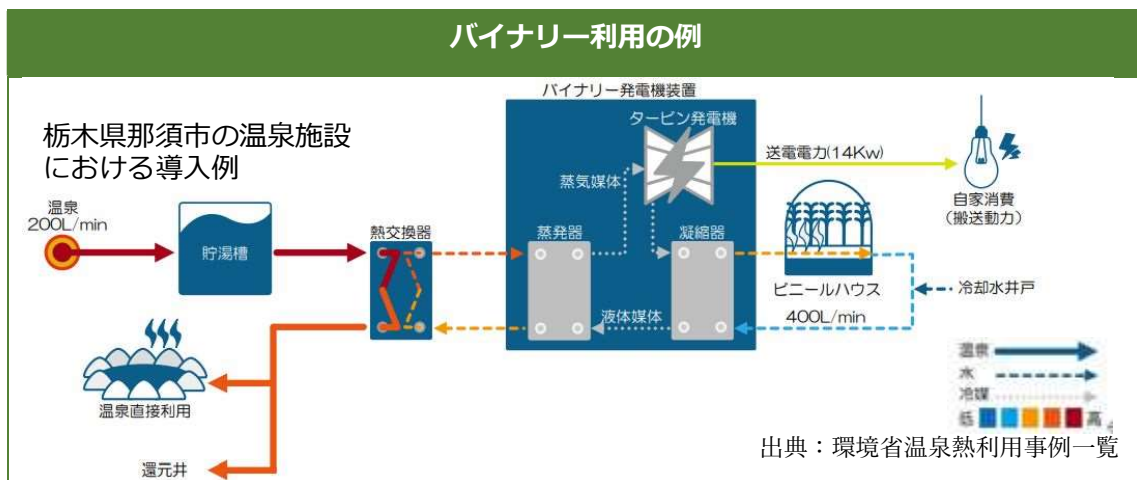 バイナリー利用の例
栃木県那須市の温泉施設
における導入例
温泉
200L/min
貯湯槽
熱交換器
バイナリー発電機装置
タービン発電機
蒸気媒体
蒸発器
凝縮器
液体媒体
送電電力(14Kw)
自家消費
(搬送動力)
ビニールハウス
400L/min
冷却水井戸
温泉直接利用
還元井
温泉
水
冷媒
低
高
出典：環境省温泉熱利用事例一覧